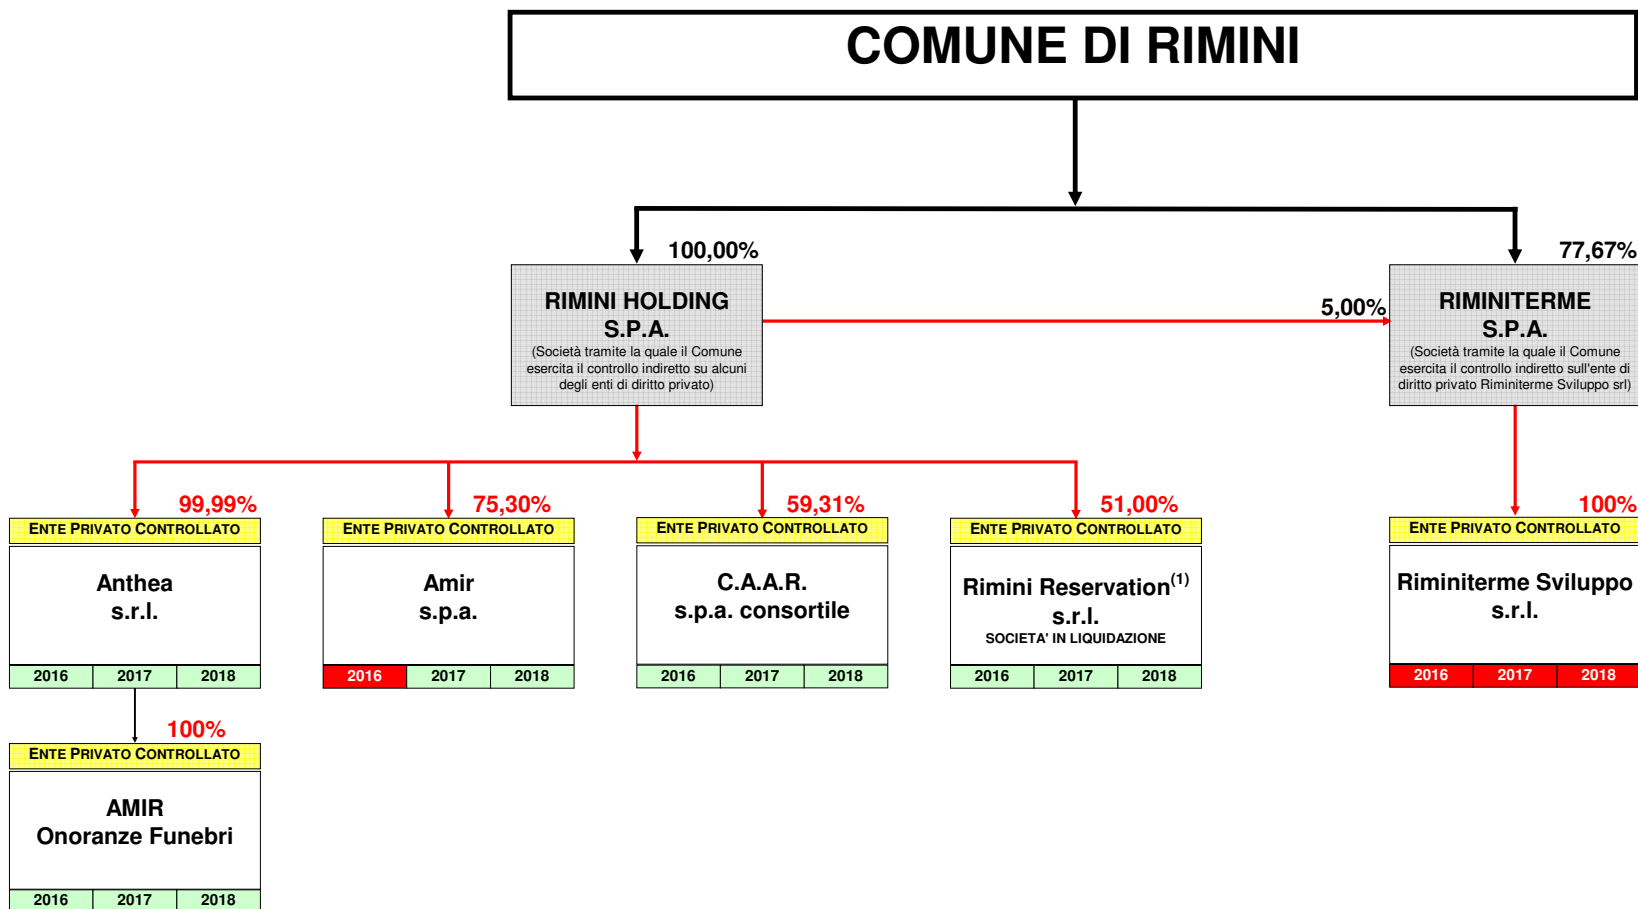 COMUNE DI RIMINI
100,00%
77,67%
RIMINI HOLDING
S.P.A.
(Società tramite la quale il Comune
esercita il controllo indiretto su alcuni
degli enti di diritto privato)
5,00%
RIMINITERME
S.P.A.
(Società tramite la quale il Comune
esercita il controllo indiretto sull'ente di
diritto privato Riminiterme Sviluppo srl)
99,99%
ENTE PRIVATO CONTROLLATO
Anthea
s.r.l.
2016 2017 2018
75,30%
ENTE PRIVATO CONTROLLATO
Amir
s.p.a.
2016 2017 2018
59,31%
ENTE PRIVATO CONTROLLATO
C.A.A.R.
s.p.a. consortile
2016 2017 2018
51,00%
ENTE PRIVATO CONTROLLATO
Rimini Reservation(1)
s.r.l.
SOCIETA' IN LIQUIDAZIONE
2016 2017 2018
100%
ENTE PRIVATO CONTROLLATO
Riminiterme Sviluppo
s.r.l.
2016 2017 2018
100%
ENTE PRIVATO CONTROLLATO
AMIR
Onoranze Funebri
2016 2017 2018